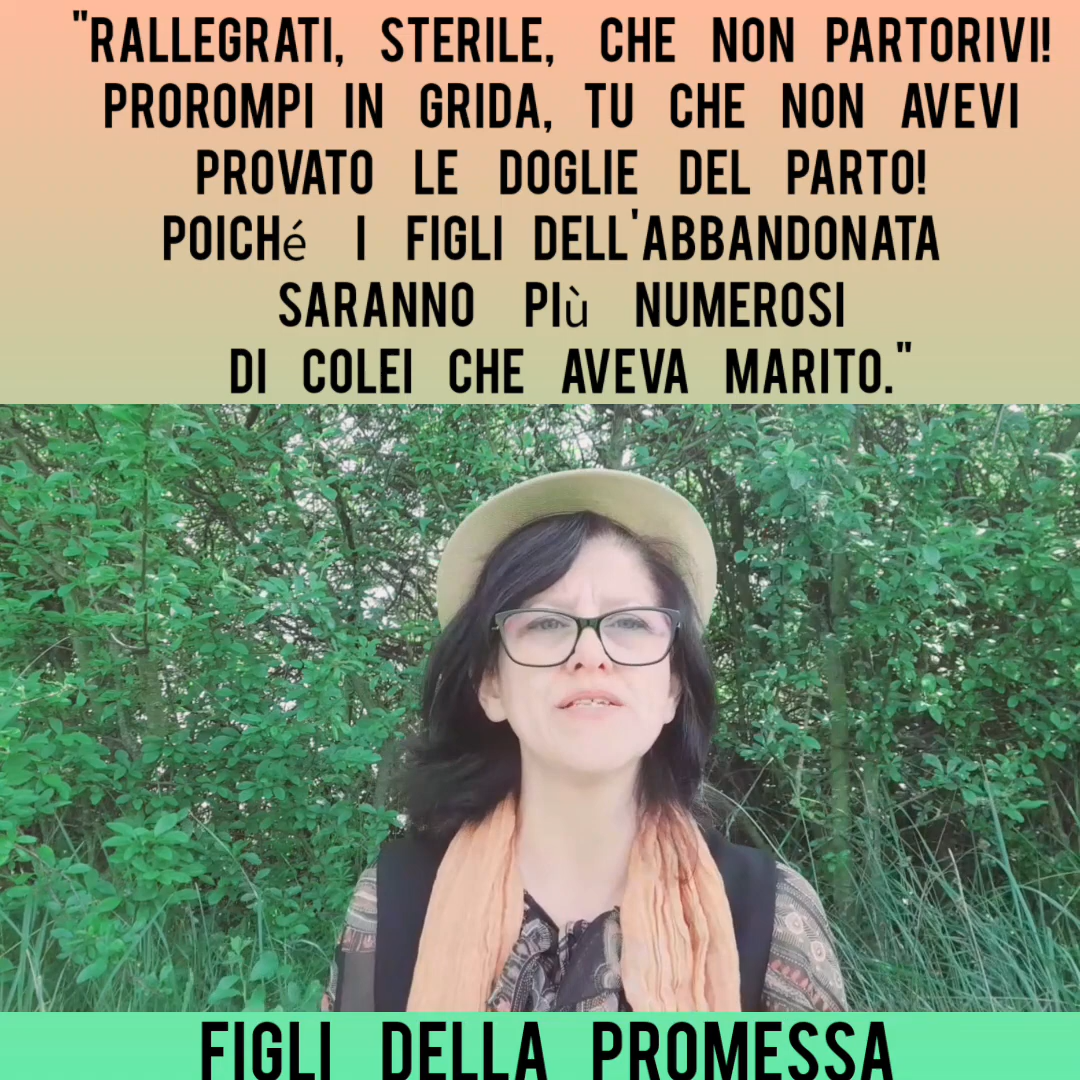 "RALLEGRATI, STERILE, CHE NON PARTORIVI!
PROROMPI IN GRIDA, TU CHE NON AVEVI
PROVATO LE DOGLIE DEL PARTO!
POICHé I FIGLI DELL'ABBANDONATA
SARANNO PIù NUMEROSI
DI COLEI CHE AVEVA MARITO."
FIGLI DELLA PROMESSA